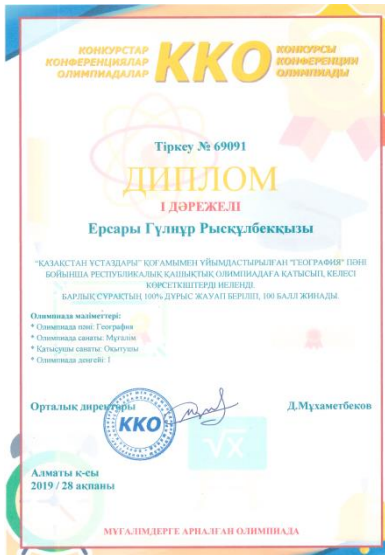 КОНКУРСТАР
КОНФЕРЕНЦИЯЛАР
ОЛИМПИАДАЛАР
ККО
КОНКУРСЫ
КОНФЕРЕНЦИИ
ОЛИМПИАДЫ
Тіркеу № 69091
ДИПЛОМ
І ДӘРЕЖЕЛІ
Ерсары Гүлнұр Рысқұлбекқызы
"ҚАЗАҚСТАН ҰСТАЗДАРЫ" ҚОҒАМЫМЕН ҰЙЫМДАСТЫРЫЛҒАН "ГЕОГРАФИЯ" ПӘНІ
БОЙЫНША РЕСПУБЛИКАЛЫҚ ҚАШЫҚТЫҚ ОЛИМПИАДАҒА ҚАТЫСЫП, КЕЛЕСІ
КӨРСЕТКІШТЕРДІ ИЕЛЕНДІ.
БАРЛЫҚ СҰРАҚТЫҢ 100% ДҰРЫС ЖАУАП БЕРІЛІП, 100 БАЛЛ ЖИНАДЫ.
Олимпиада мәліметтері:
* Олимпиада пәні: География
* Олимпиада санаты: Мұғалім
* Қатысушы санаты: Оқытушы
* Олимпиада деңгейі: 1
Орталық директоры
Д.Мұхаметбеков
ККО
√x
Алматы қ-сы
2019 / 28 ақпаны
МҰҒАЛІМДЕРГЕ АРНАЛҒАН ОЛИМПИАДА